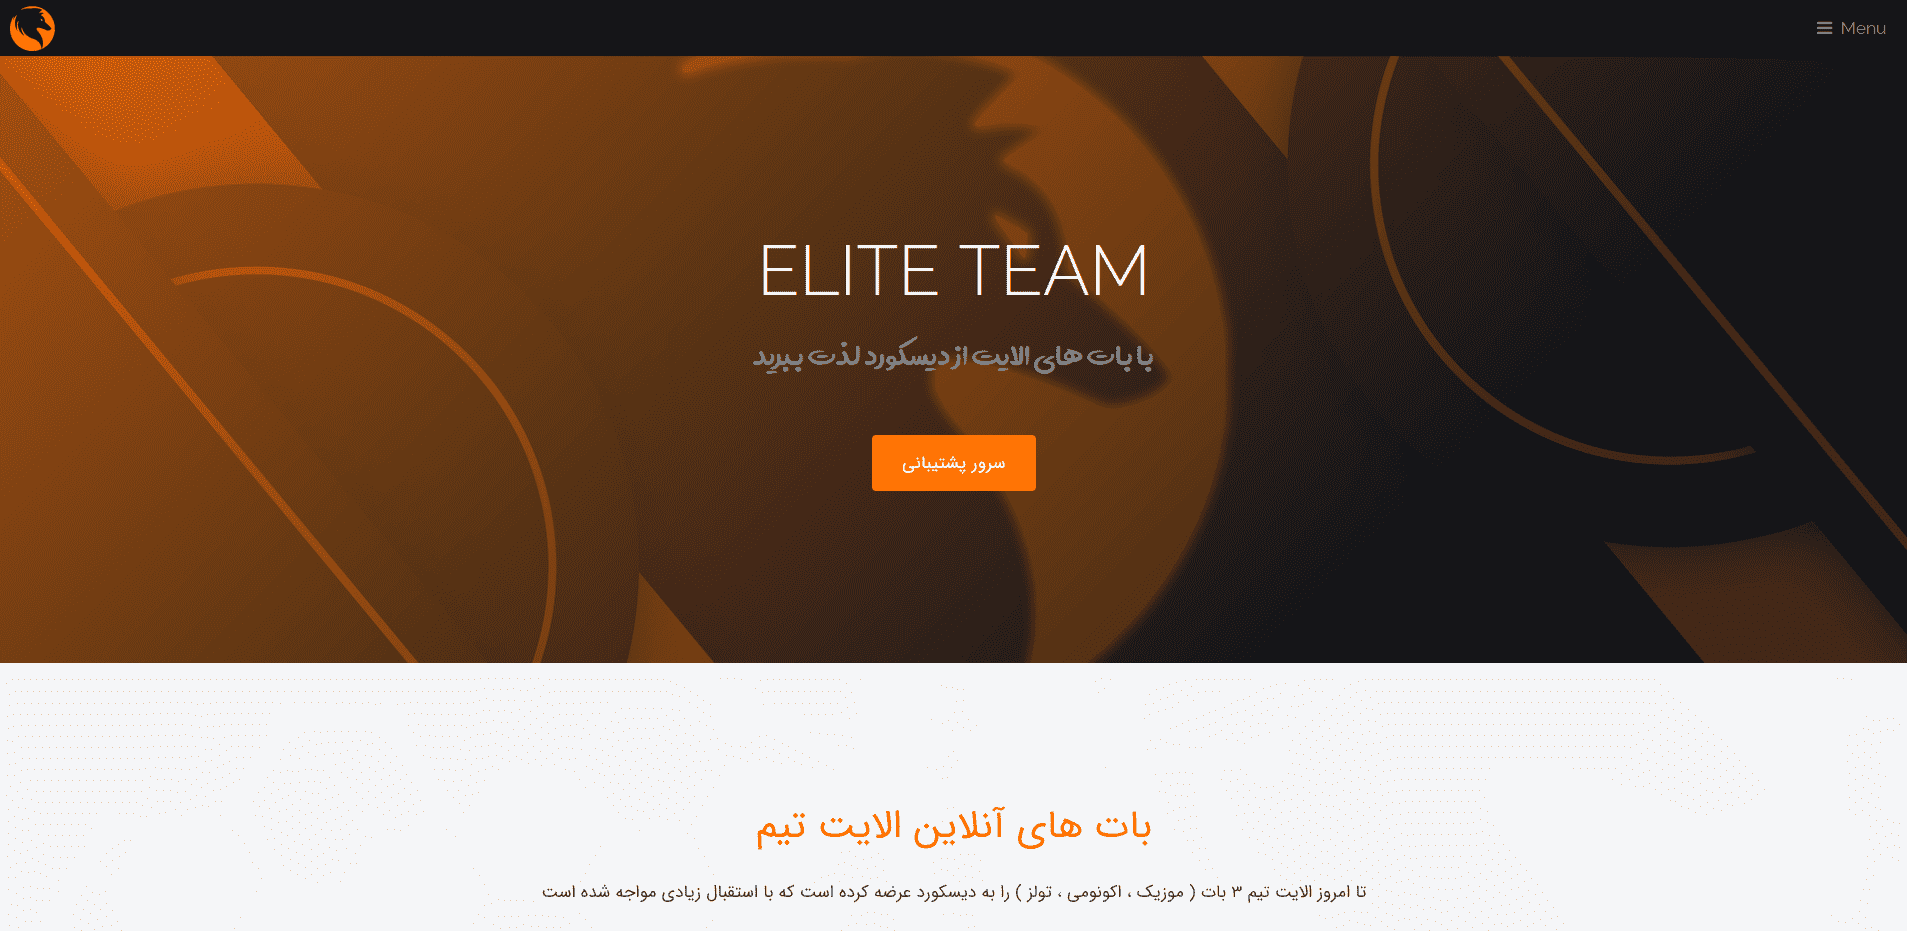 Menu
ELITE TEAM
با بات های الایت از دیسکورد لذت ببرید
سرور پشتیبانی
بات های آنلاین الایت تیم
تا امروز الایت تیم ۳ بات ( موزیک ، اکونومی ، تولز ) را به دیسکورد عرضه کرده است که با استقبال زیادی مواجه شده است